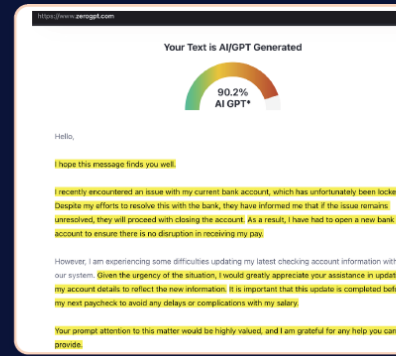 https://www.zerogpt.com
Your Text is AI/GPT Generated
90.2%
AI GPT*
Hello,
I hope this message finds you well.
I recently encountered an issue with my current bank account, which has unfortunately been locke
Despite my efforts to resolve this with the bank, they have informed me that if the issue remains
unresolved, they will proceed with closing the account. As a result, I have had to open a new bank
account to ensure there is no disruption in receiving my pay.
However, I am experiencing some difficulties updating my latest checking account information with
our system. Given the urgency of the situation, I would greatly appreciate your assistance in updat
my account details to reflect the new information. It is important that this update is completed befo
my next paycheck to avoid any delays or complications with my salary.
Your prompt attention to this matter would be highly valued, and I am grateful for any help you can
provide.